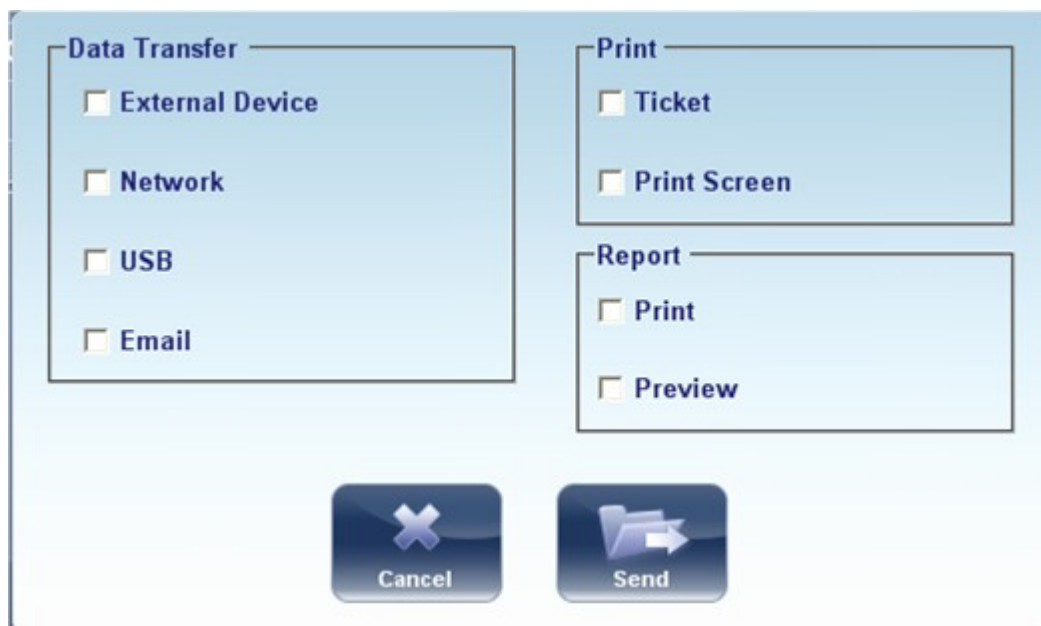 Data Transfer
External Device
Network
USB
Email
Print
Ticket
Print Screen
Report
Print
Preview
Cancel
Send